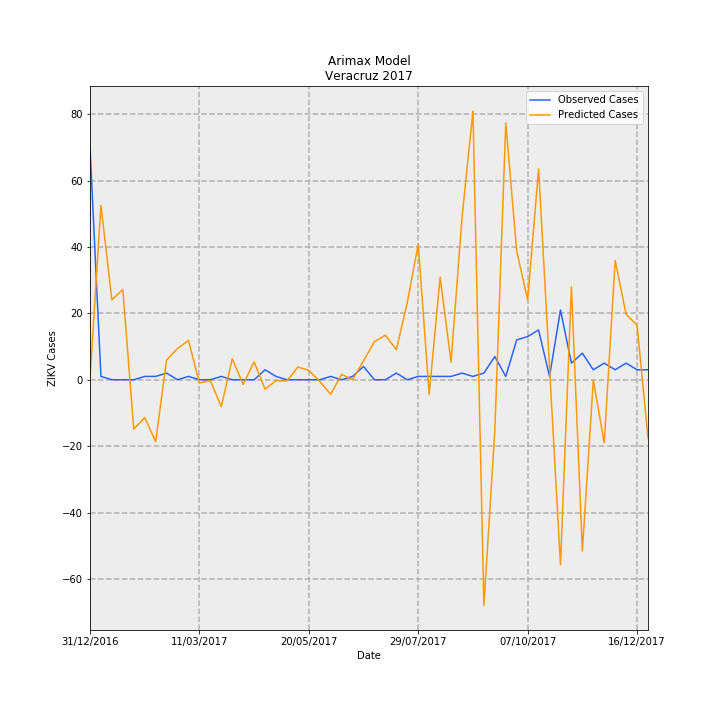 Arimax Model
Veracruz 2017
Observed Cases
Predicted Cases
80
60
40
20
0
−20
−40
−60
ZIKV Cases
31/12/2016 11/03/2017 20/05/2017 29/07/2017 07/10/2017 16/12/2017
Date